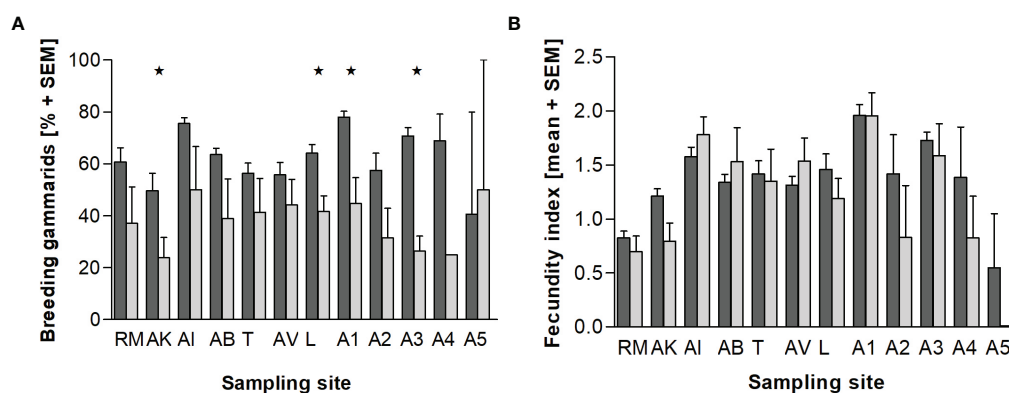 A
Breeding gammarids [% + SEM]
100
80
60
40
20
0
RM AK AI AB T AV L A1 A2 A3 A4 A5
Sampling site
B
Fecundity index [mean + SEM]
2.5
2.0
1.5
1.0
0.5
0.0
RM AK AI AB T AV L A1 A2 A3 A4 A5
Sampling site